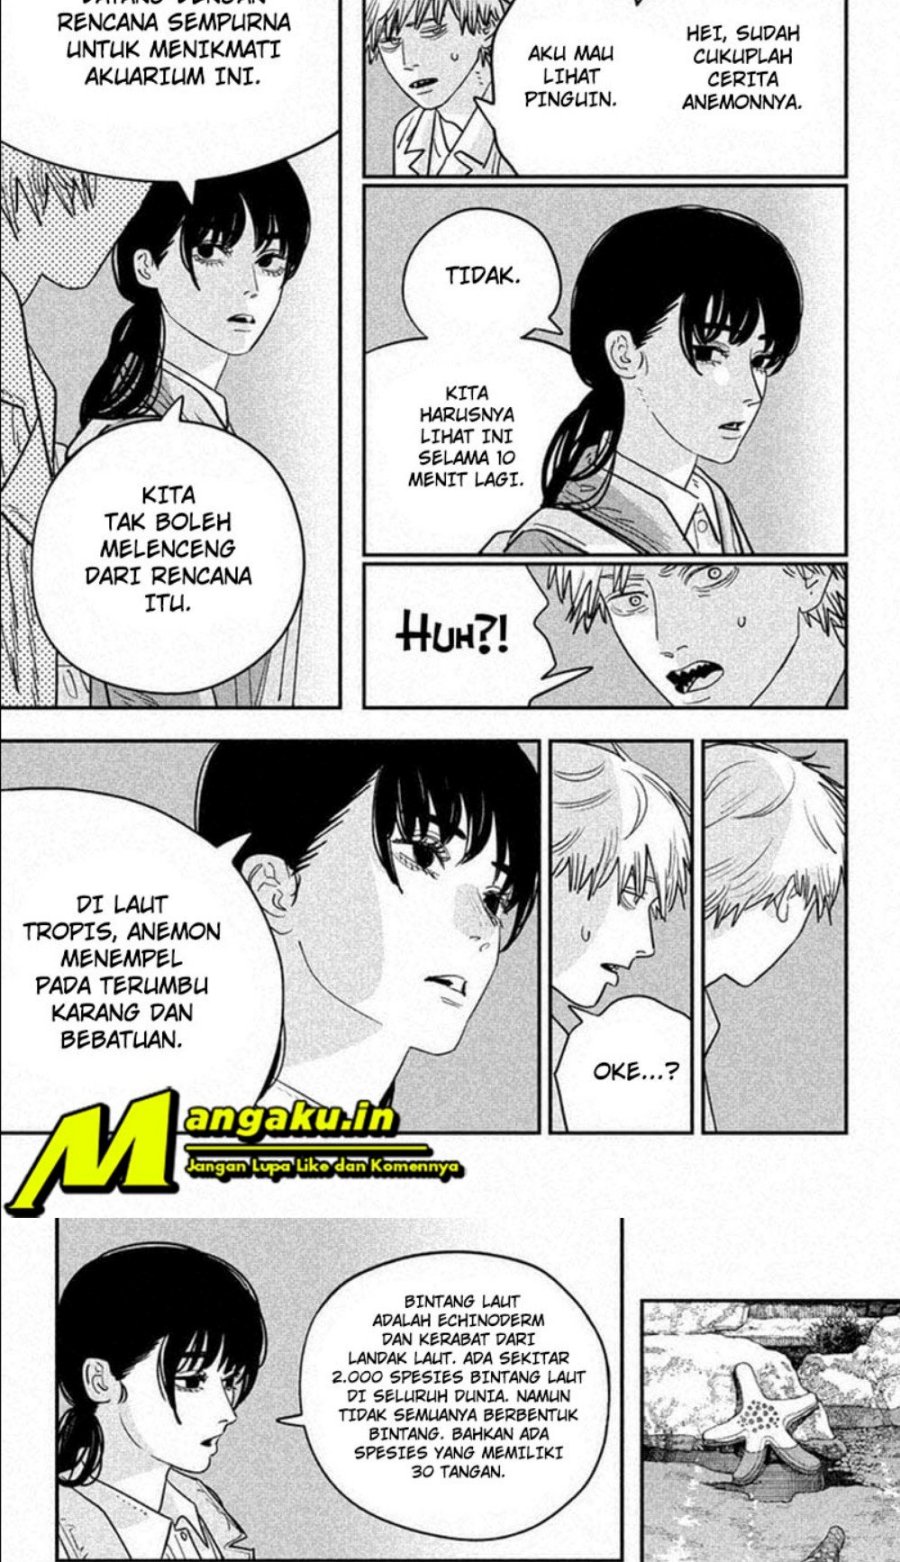 HEI, SUDAH
CUKUPLAH
CERITA
ANEMONNYA.
AKU MAU
LIHAT
PINGUIN.
TIDAK.
KITA
HARUSNYA
LIHAT INI
SELAMA 10
MENIT LAGI.
HUH?!
DATANG DENGAN
RENCANA SEMPURNA
UNTUK MENIKMATI
AKUARIUM INI.
KITA
TAK BOLEH
MELENCENG
DARI RENCANA
ITU.
OKE...?
DI LAUT
TROPIS, ANEMON
MENEMPEL
PADA TERUMBU
KARANG DAN
BEBATUAN.
Mangaku.in
Jangan Lupa Like dan Komennya
BINTANG LAUT
ADALAH ECHINODERM
DAN KERABAT DARI
LANDAK LAUT. ADA SEKITAR
2.000 SPESIES BINTANG LAUT
DI SELURUH DUNIA. NAMUN
TIDAK SEMUANYA BERBENTUK
BINTANG. BAHKAN ADA
SPESIES YANG MEMILIKI
30 TANGAN.